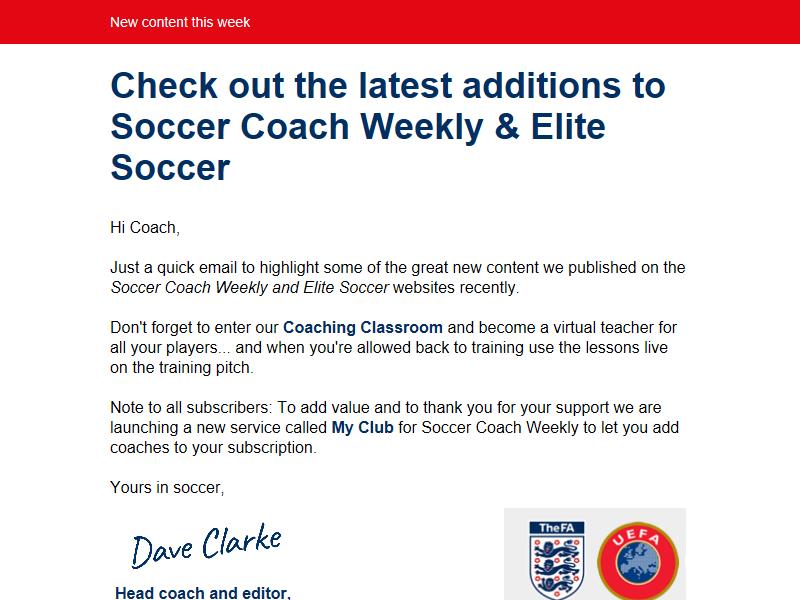 New content this week
Check out the latest additions to
Soccer Coach Weekly & Elite
Soccer
Hi Coach,
Just a quick email to highlight some of the great new content we published on the
Soccer Coach Weekly and Elite Soccer websites recently.
Don't forget to enter our Coaching Classroom and become a virtual teacher for
all your players... and when you're allowed back to training use the lessons live
on the training pitch.
Note to all subscribers: To add value and to thank you for your support we are
launching a new service called My Club for Soccer Coach Weekly to let you add
coaches to your subscription.
Yours in soccer,
Dave Clarke
TheFA
UEFA
Head coach and editor,